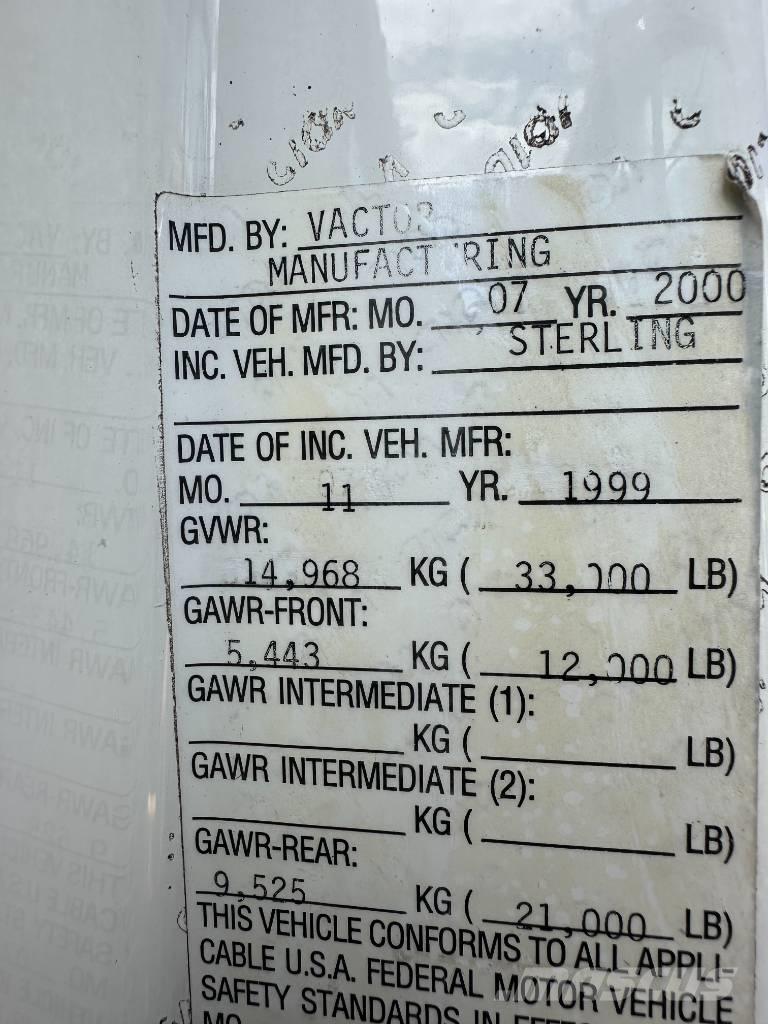 MFD. BY: VACTOR
MANUFACTURING
DATE OF MFR: MO. 07 YR. 2000
INC. VEH. MFD. BY: STERLING
DATE OF INC. VEH. MFR:
MO. 11 YR. 1999
GVWR:
14,968 KG ( 33,000 LB)
GAWR-FRONT:
5,443 KG ( 12,000 LB)
GAWR INTERMEDIATE (1):
KG ( LB)
GAWR INTERMEDIATE (2):
KG ( LB)
GAWR-REAR:
9,525 KG ( 21,000 LB)
THIS VEHICLE CONFORMS TO ALL APPLI-
CABLE U.S.A. FEDERAL MOTOR VEHICLE
SAFETY STANDARDS IN
MO.